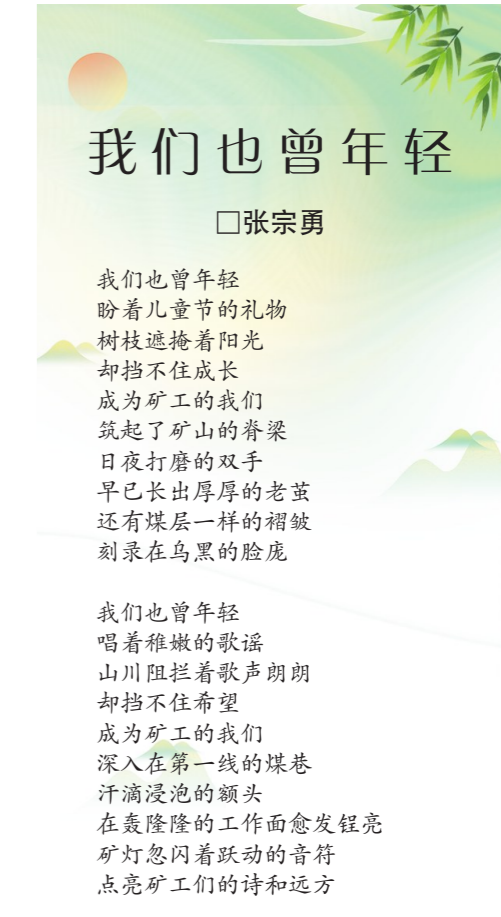 我们也曾年轻
□张宗勇
我们也曾年轻
盼着儿童节的礼物
树枝遮掩着阳光
却挡不住成长
成为矿工的我们
筑起了矿山的脊梁
日夜打磨的双手
早已长出厚厚的老茧
还有煤层一样的褶皱
刻录在乌黑的脸庞
我们也曾年轻
唱着稚嫩的歌谣
山川阻拦着歌声朗朗
却挡不住希望
成为矿工的我们
深入在第一线的煤巷
汗滴浸泡的额头
在轰隆隆的工作面愈发锃亮
矿灯忽闪着跃动的音符
点亮矿工们的诗和远方